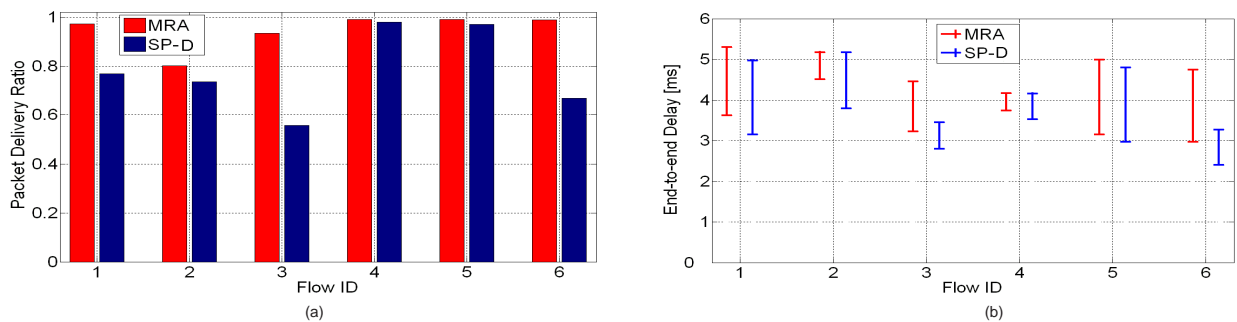 Packet Delivery Ratio
1
0.8
0.6
0.4
0.2
0
MRA
SP-D
1 2 3 4 5 6
Flow ID
(a)
End-to-end Delay [ms]
6
5
4
3
2
1
0
MRA
SP-D
1 2 3 4 5 6
Flow ID
(b)